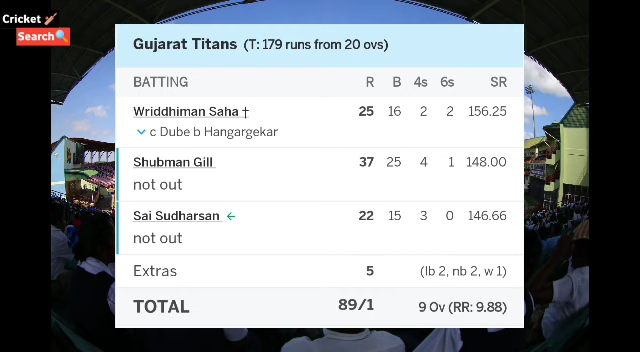 Cricket 🏏
Search🔍
Gujarat Titans (T: 179 runs from 20 ovs)
BATTING R B 4s 6s SR
Wriddhiman Saha † 25 16 2 2 156.25
c Dube b Hangargekar
Shubman Gill 37 25 4 1 148.00
not out
Sai Sudharsan ← 22 15 3 0 146.66
not out
Extras 5 (lb 2, nb 2, w 1)
TOTAL 89/1 9 Ov (RR: 9.88)